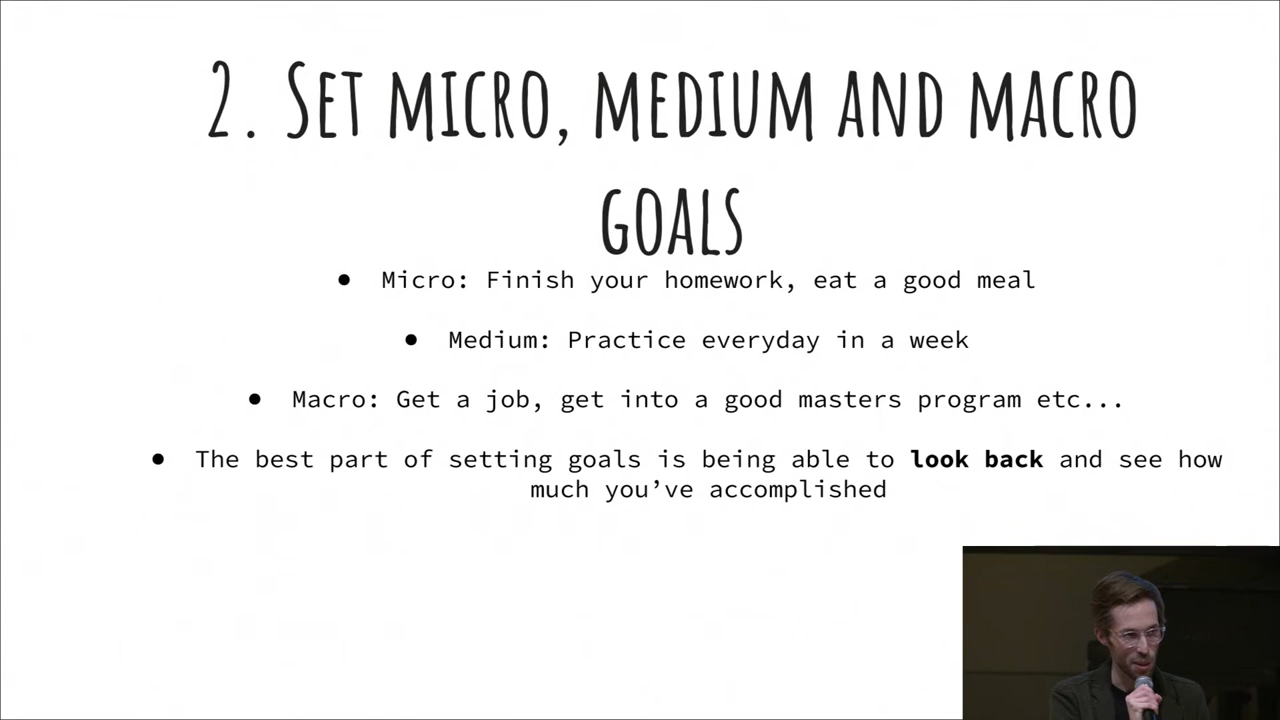 2. Set micro, medium and macro
goals
● Micro: Finish your homework, eat a good meal
● Medium: Practice everyday in a week
● Macro: Get a job, get into a good masters program etc...
● The best part of setting goals is being able to look back and see how
much you’ve accomplished